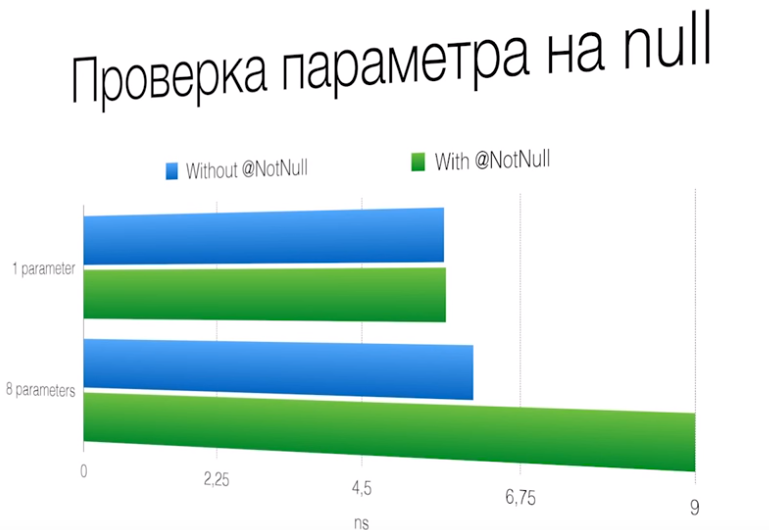 Проверка параметра на null
Without @NotNull
With @NotNull
1 parameter
8 parameters
0
2,25
4,5
6,75
9
ns